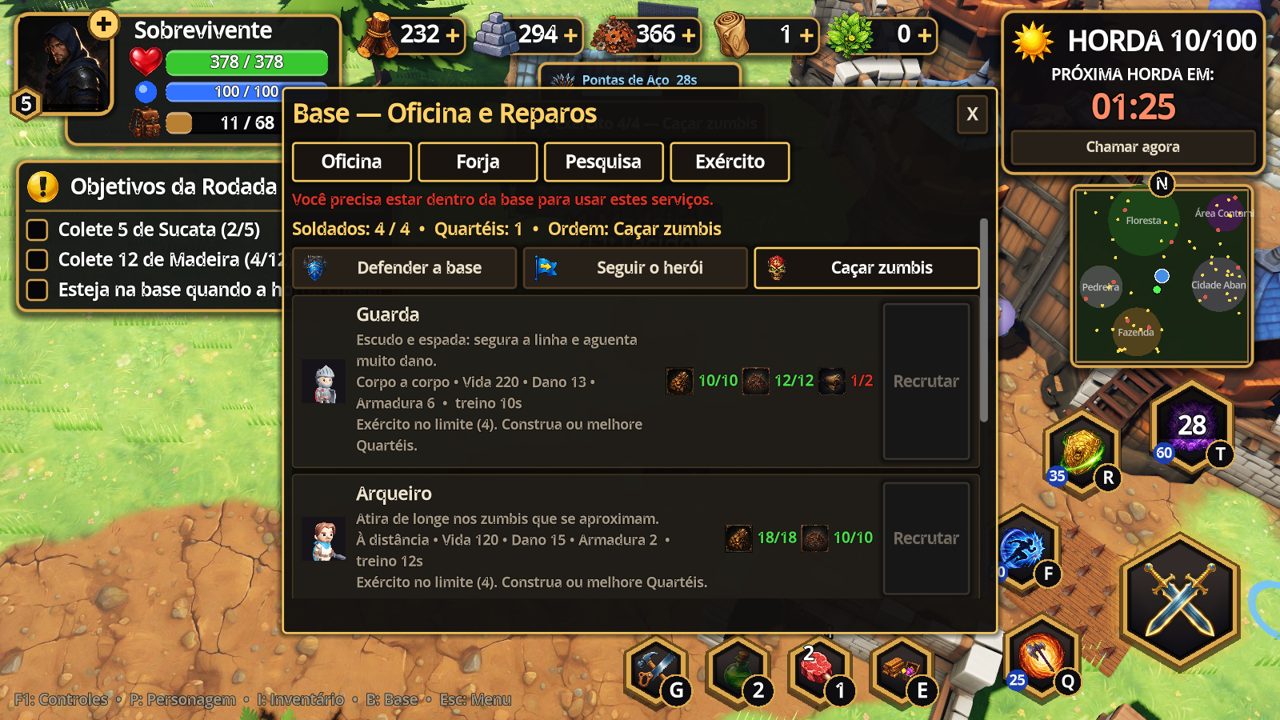 Sobrevivente
378 / 378
100 / 100
11 / 68
5
232 +
294 +
366 +
1 +
0 +
Pontas de Aço 28s
HORDA 10/100
PRÓXIMA HORDA EM:
01:25
Chamar agora
N
Floresta
Pedreira
Cidade Aban
Fazenda
Objetivos da Rodada
Colete 5 de Sucata (2/5)
Colete 12 de Madeira (4/12
Esteja na base quando a h
Base — Oficina e Reparos
X
Oficina
Forja
Pesquisa
Exército
Você precisa estar dentro da base para usar estes serviços.
Soldados: 4 / 4 • Quartéis: 1 • Ordem: Caçar zumbis
Defender a base
Seguir o herói
Caçar zumbis
Guarda
Escudo e espada: segura a linha e aguenta
muito dano.
Corpo a corpo • Vida 220 • Dano 13 •
Armadura 6 • treino 10s
Exército no limite (4). Construa ou melhore
Quartéis.
10/10
12/12
1/2
Recrutar
Arqueiro
Atira de longe nos zumbis que se aproximam.
À distância • Vida 120 • Dano 15 • Armadura 2 •
treino 12s
Exército no limite (4). Construa ou melhore Quartéis.
18/18
10/10
Recrutar
28
60
T
35
R
0
F
25
Q
G
2
2
1
E
F1: Controles • P: Personagem • I: Inventário • B: Base • Esc: Menu